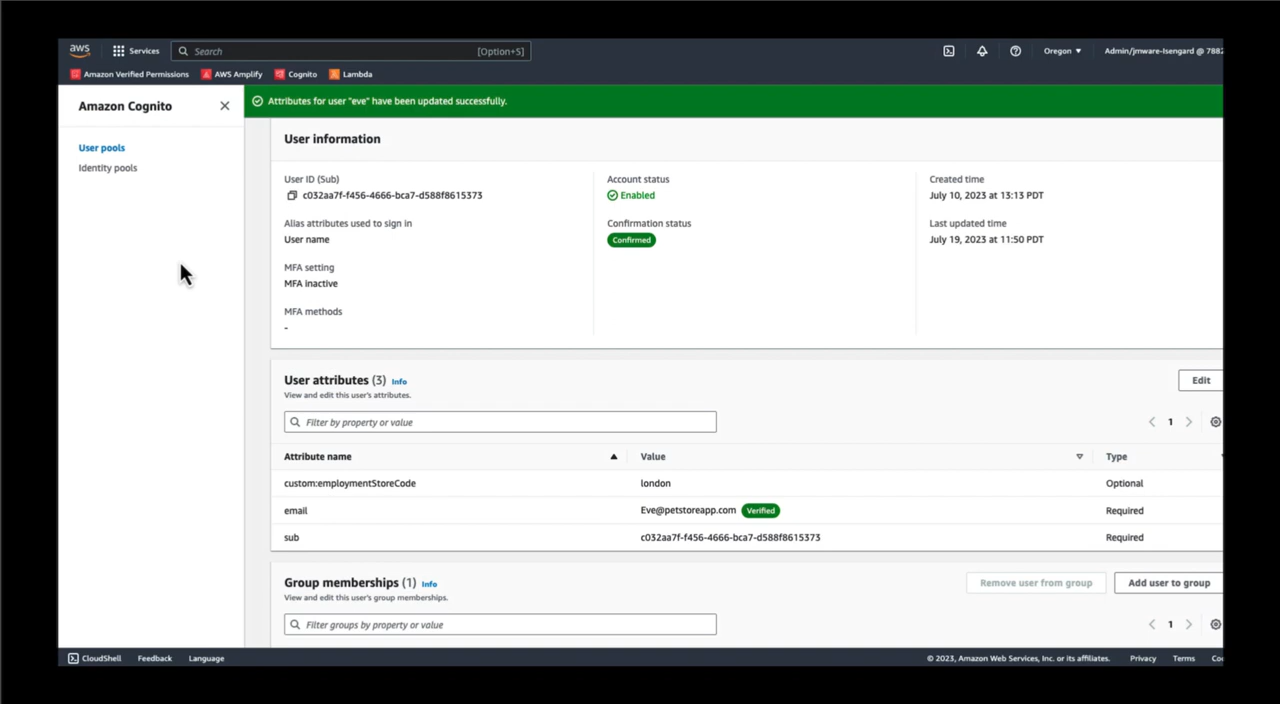 aws Services Search [Option+S] Oregon Admin/jmware-Isengard @ 7882
Amazon Verified Permissions AWS Amplify Cognito Lambda
Amazon Cognito
User pools
Identity pools
Attributes for user "eve" have been updated successfully.
User information
User ID (Sub)
c032aa7f-f456-4666-bca7-d588f8615373
Alias attributes used to sign in
User name
MFA setting
MFA inactive
MFA methods
-
Account status
Enabled
Confirmation status
Confirmed
Created time
July 10, 2023 at 13:13 PDT
Last updated time
July 19, 2023 at 11:50 PDT
User attributes (3) Info Edit
View and edit this user's attributes.
Filter by property or value 1
Attribute name Value Type
custom:employmentStoreCode london Optional
email Eve@petstoreapp.com Verified Required
sub c032aa7f-f456-4666-bca7-d588f8615373 Required
Group memberships (1) Info Remove user from group Add user to group
View and edit this user's group memberships.
Filter groups by property or value 1
CloudShell Feedback Language © 2023, Amazon Web Services, Inc. or its affiliates. Privacy Terms